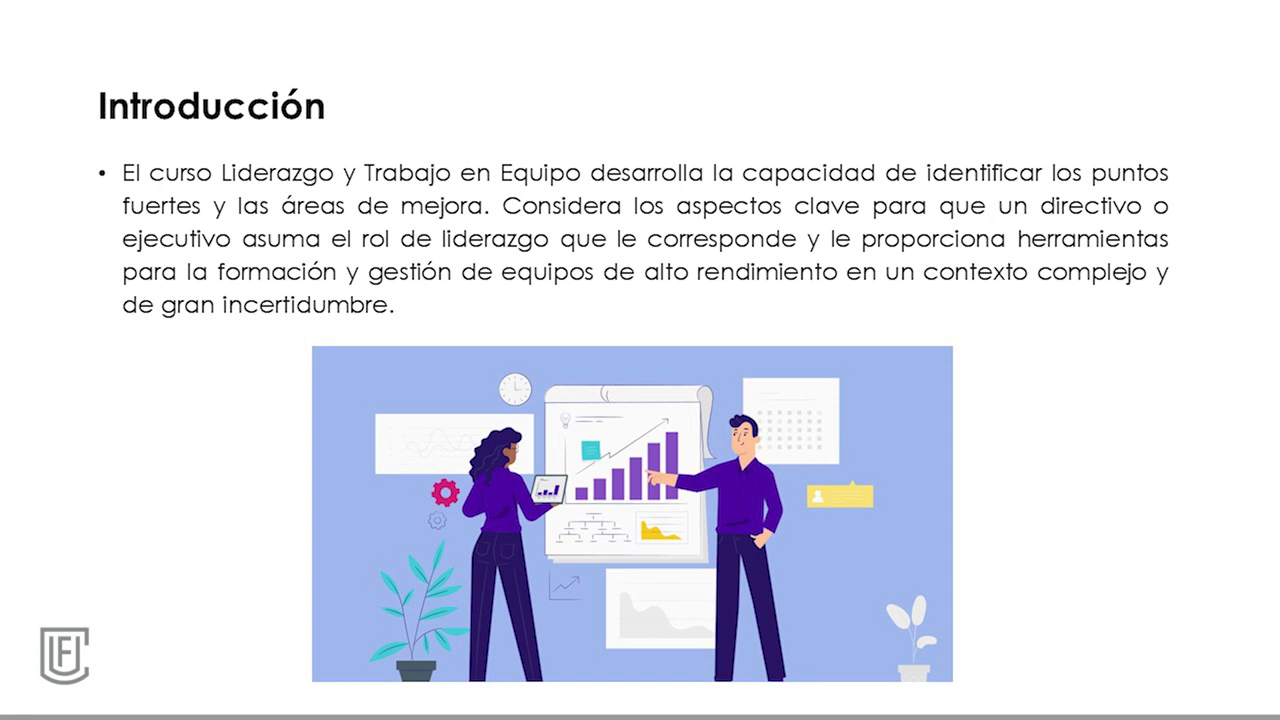 Introducción
• El curso Liderazgo y Trabajo en Equipo desarrolla la capacidad de identificar los puntos
fuertes y las áreas de mejora. Considera los aspectos clave para que un directivo o
ejecutivo asuma el rol de liderazgo que le corresponde y le proporciona herramientas
para la formación y gestión de equipos de alto rendimiento en un contexto complejo y
de gran incertidumbre.